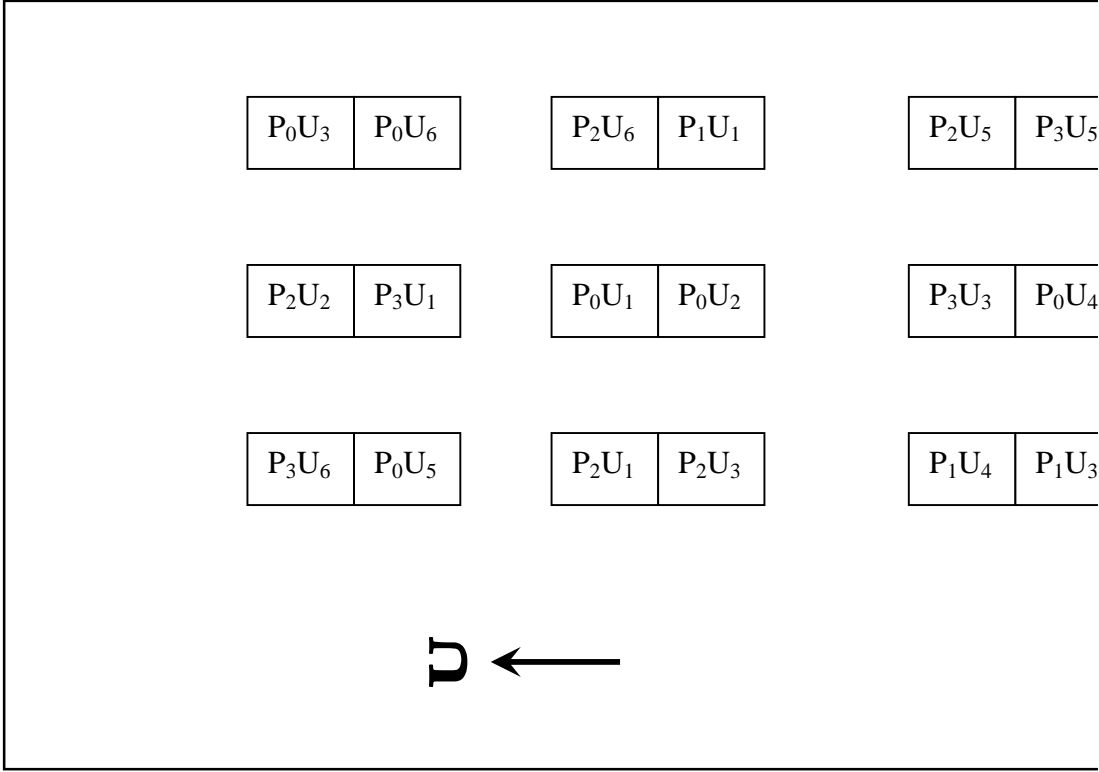 P₀U₃ P₀U₆ P₂U₆ P₁U₁ P₂U₅ P₃U₅
P₂U₂ P₃U₁ P₀U₁ P₀U₂ P₃U₃ P₀U₄
P₃U₆ P₀U₅ P₂U₁ P₂U₃ P₁U₄ P₁U₃
U